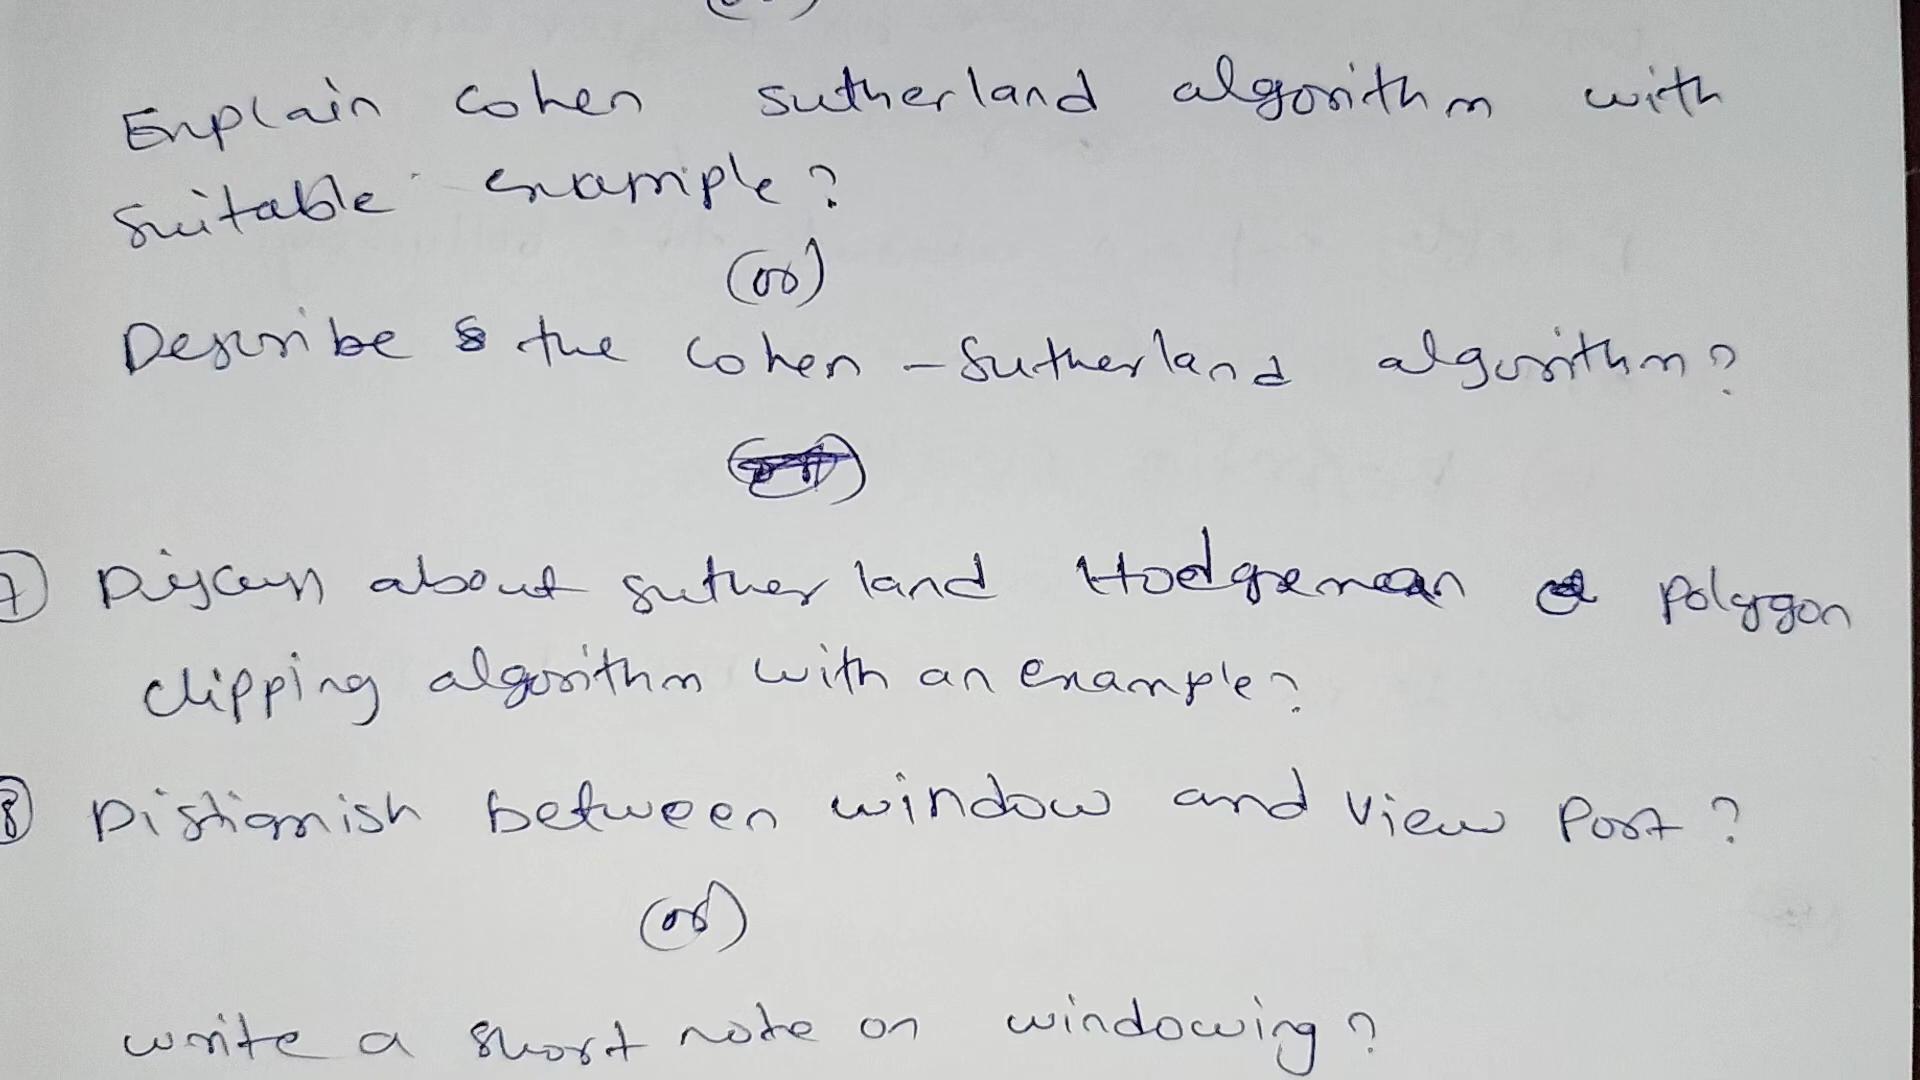 Explain cohen sutherland algorithm with
suitable example?
(or)
Describe the cohen - Sutherland algorithm?
7 Discuss about sutherland Hodgeman polygon
clipping algorithm with an example?
8 Distiqnish between window and view Port?
(or)
write a short note on windowing?